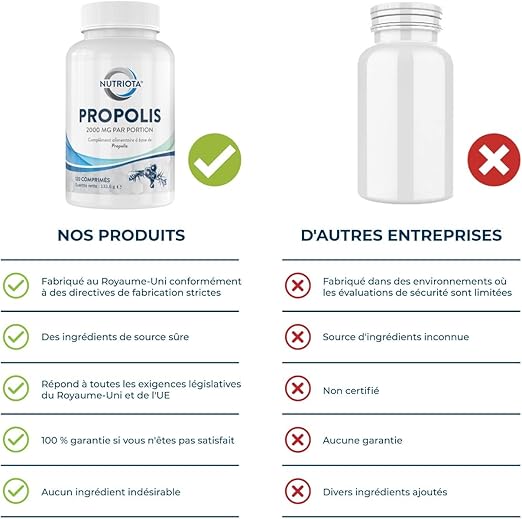 NUTRIOTA®
PROPOLIS
2000 MG PAR PORTION
Complément alimentaire à base de
Propolis
120 COMPRIMÉS
Quantité nette : 133,8 g ℮
NOS PRODUITS
Fabriqué au Royaume-Uni conformément
à des directives de fabrication strictes
Des ingrédients de source sûre
Répond à toutes les exigences législatives
du Royaume-Uni et de l'UE
100 % garantie si vous n'êtes pas satisfait
Aucun ingrédient indésirable
D'AUTRES ENTREPRISES
Fabriqué dans des environnements où
les évaluations de sécurité sont limitées
Source d'ingrédients inconnue
Non certifié
Aucune garantie
Divers ingrédients ajoutés